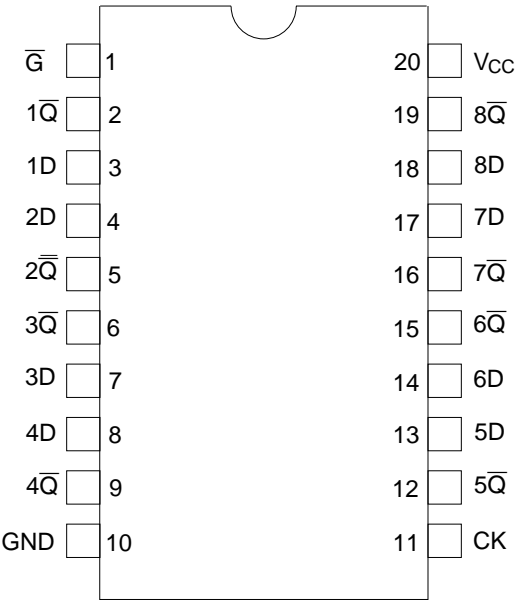 G̅ 1 20 VCC
1Q̅ 2 19 8Q̅
1D 3 18 8D
2D 4 17 7D
2Q̿ 5 16 7Q̅
3Q̅ 6 15 6Q̅
3D 7 14 6D
4D 8 13 5D
4Q̅ 9 12 5Q̅
GND 10 11 CK